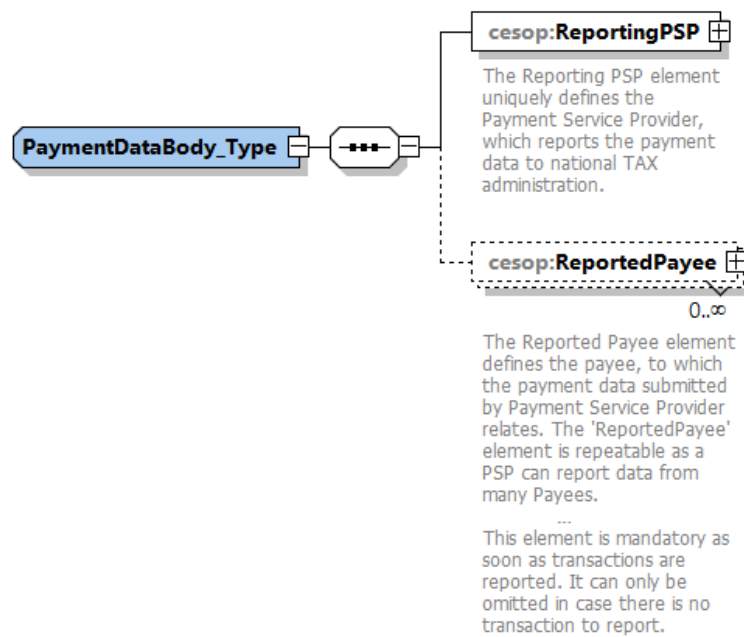 cesop:ReportingPSP
The Reporting PSP element
uniquely defines the
Payment Service Provider,
which reports the payment
data to national TAX
administration.
PaymentDataBody_Type
cesop:ReportedPayee
0..∞
The Reported Payee element
defines the payee, to which
the payment data submitted
by Payment Service Provider
relates. The 'ReportedPayee'
element is repeatable as a
PSP can report data from
many Payees.
...
This element is mandatory as
soon as transactions are
reported. It can only be
omitted in case there is no
transaction to report.